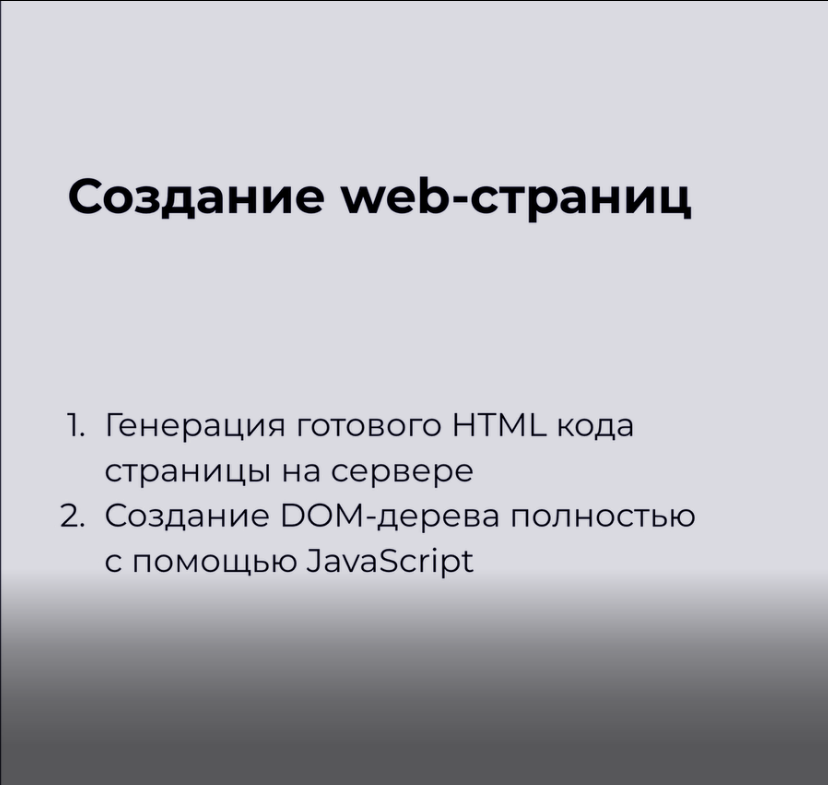 Создание web-страниц
1. Генерация готового HTML кода
страницы на сервере
2. Создание DOM-дерева полностью
с помощью JavaScript